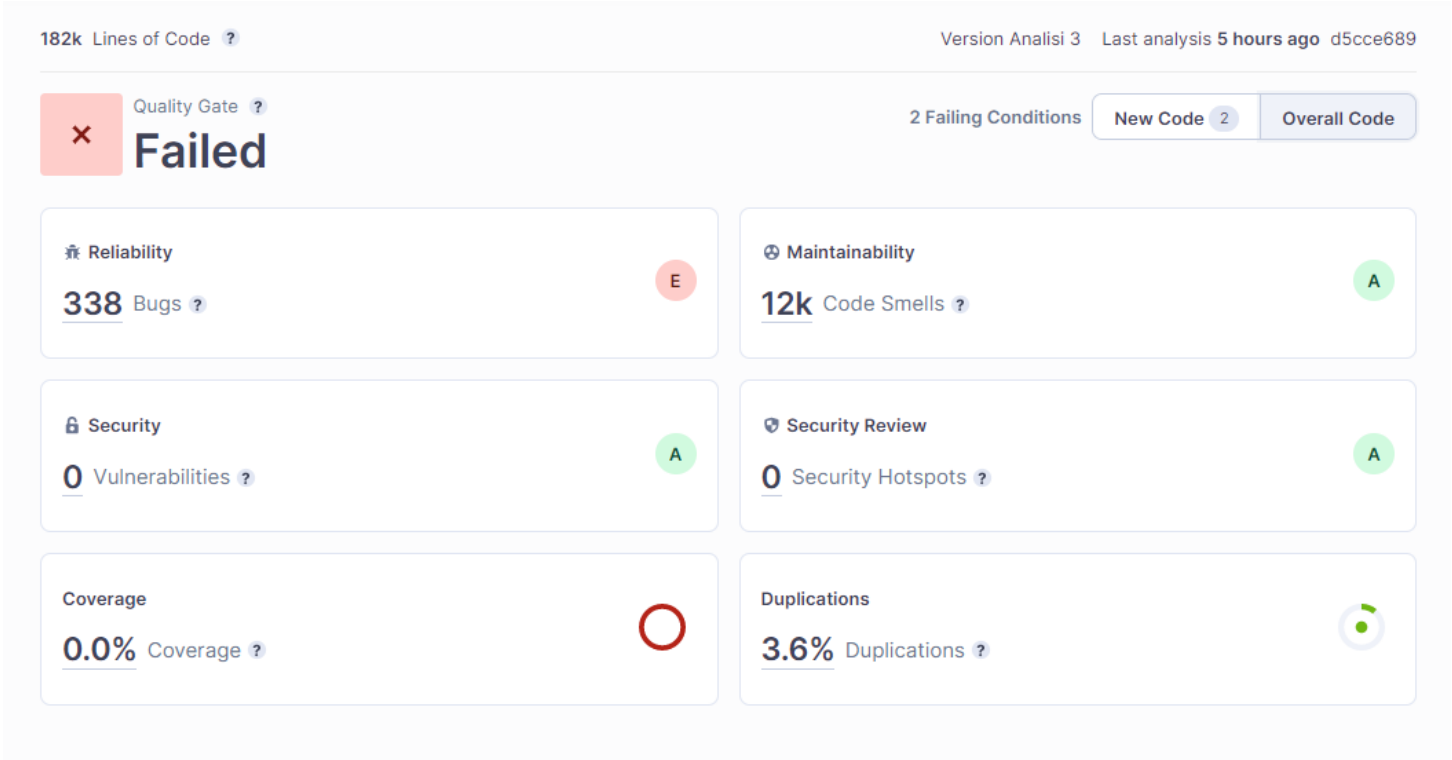 182k Lines of Code ?
Version Analisi 3 Last analysis 5 hours ago d5cce689
Quality Gate ?
Failed
2 Failing Conditions New Code 2 Overall Code
Reliability
338 Bugs ?
E
Maintainability
12k Code Smells ?
A
Security
0 Vulnerabilities ?
A
Security Review
0 Security Hotspots ?
A
Coverage
0.0% Coverage ?
Duplications
3.6% Duplications ?